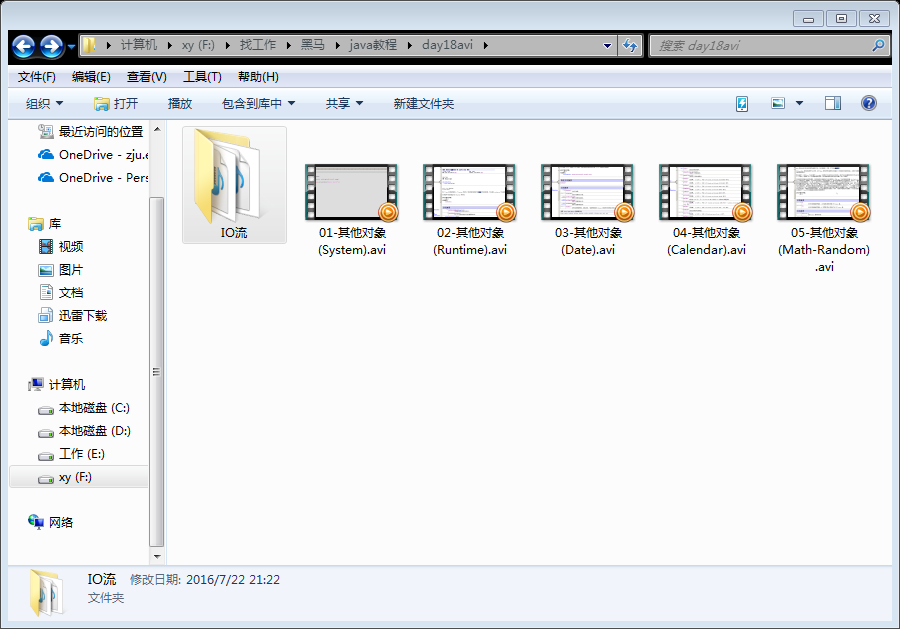 计算机 xy (F:) 找工作 黑马 java教程 day18avi
搜索 day18avi
文件(F) 编辑(E) 查看(V) 工具(T) 帮助(H)
组织 打开 播放 包含到库中 共享 新建文件夹
最近访问的位置
OneDrive - zju.e
OneDrive - Pers
库
视频
图片
文档
迅雷下载
音乐
计算机
本地磁盘 (C:)
本地磁盘 (D:)
工作 (E:)
xy (F:)
网络
IO流
01-其他对象
(System).avi
02-其他对象
(Runtime).avi
03-其他对象
(Date).avi
04-其他对象
(Calendar).avi
05-其他对象
(Math-Random)
.avi
IO流 修改日期: 2016/7/22 21:22
文件夹